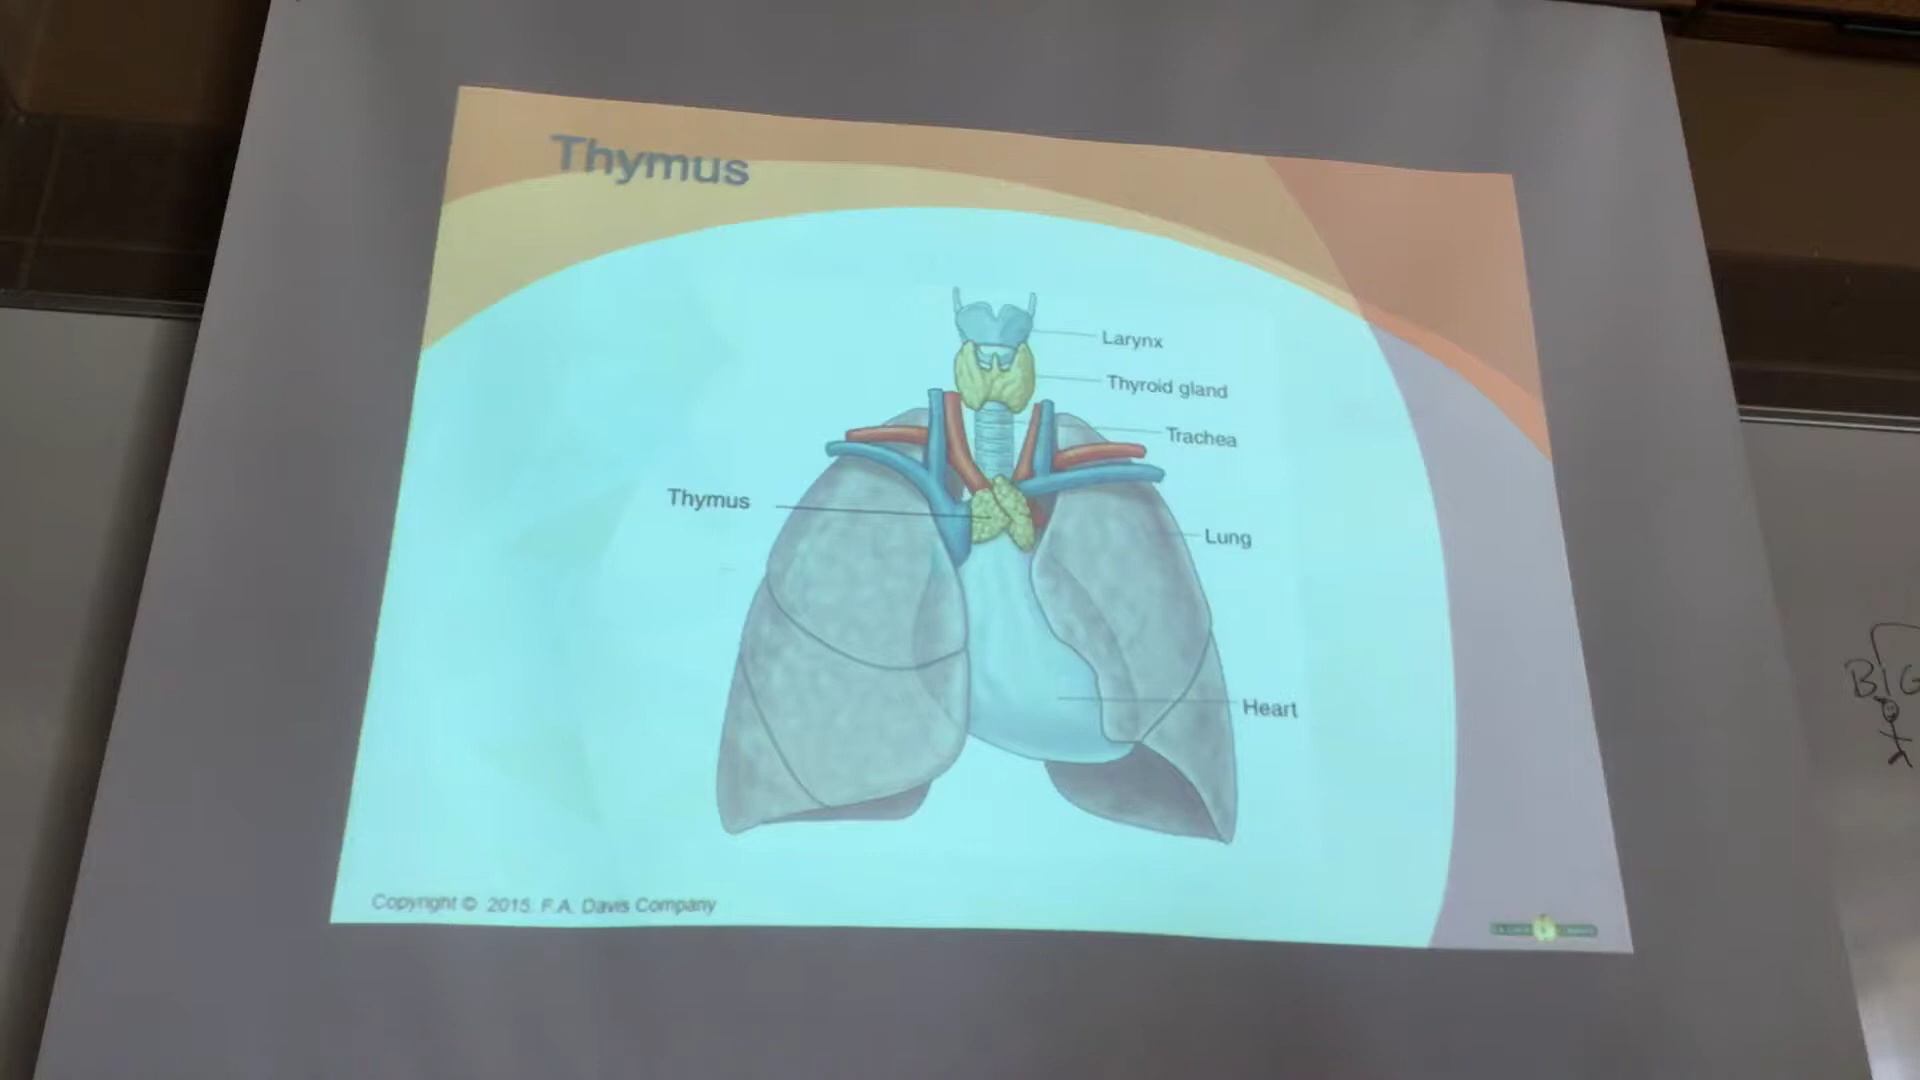 Thymus
Larynx
Thyroid gland
Trachea
Thymus
Lung
Heart
Copyright © 2015. F.A. Davis Company
BIG